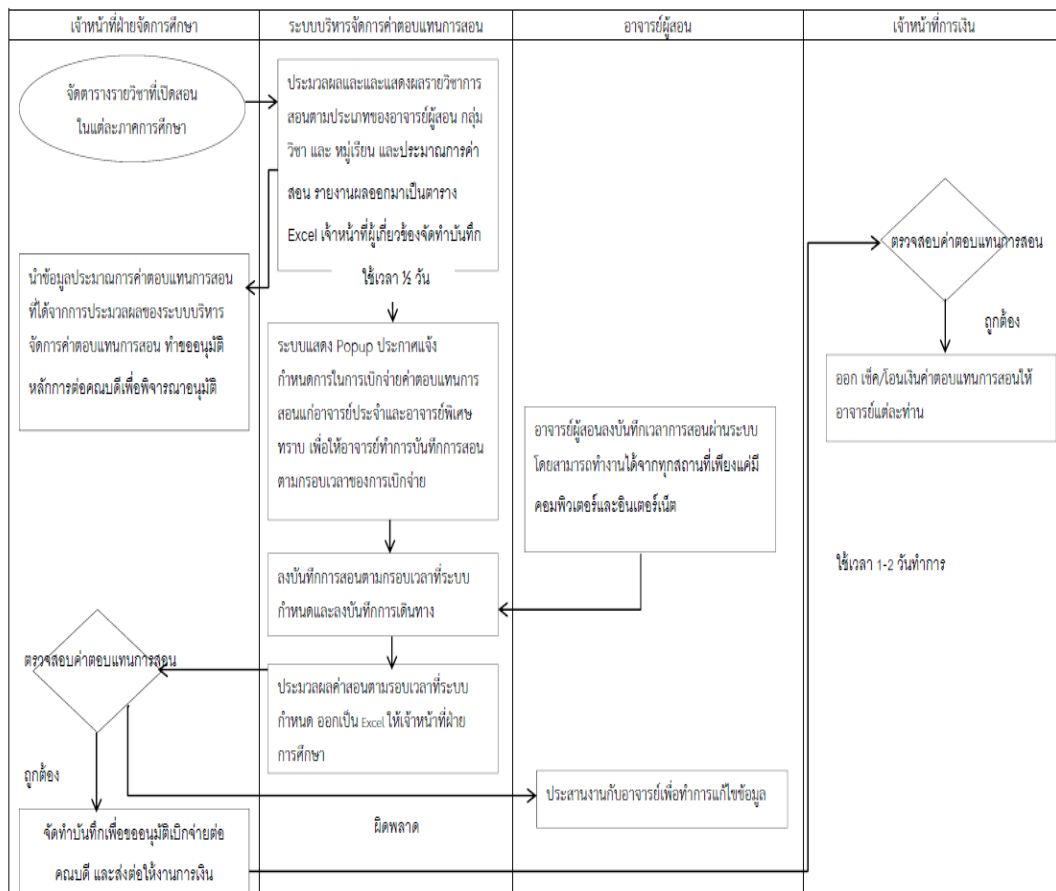 เจ้าหน้าที่ฝ่ายจัดการศึกษา
ระบบบริหารจัดการค่าตอบแทนการสอน
อาจารย์ผู้สอน
เจ้าหน้าที่การเงิน
จัดตารางรายวิชาที่เปิดสอน
ในแต่ละภาคการศึกษา
ประมวลผลและและแสดงผลรายวิชาการ
สอนตามประเภทของอาจารย์ผู้สอน กลุ่ม
วิชา และ หมู่เรียน และประมาณการค่า
สอน รายงานผลออกมาเป็นตาราง
Excel เจ้าหน้าที่ผู้เกี่ยวข้องจัดทำบันทึก
ใช้เวลา ½ วัน
นำข้อมูลประมาณการค่าตอบแทนการสอน
ที่ได้จากการประมวลผลของระบบบริหาร
จัดการค่าตอบแทนการสอน ทำขออนุมัติ
หลักการต่อคณบดีเพื่อพิจารณาอนุมัติ
ระบบแสดง Popup ประกาศแจ้ง
กำหนดการในการเบิกจ่ายค่าตอบแทนการ
สอนแก่อาจารย์ประจำและอาจารย์พิเศษ
ทราบ เพื่อให้อาจารย์ทำการบันทึกการสอน
ตามกรอบเวลาของการเบิกจ่าย
อาจารย์ผู้สอนลงบันทึกเวลาการสอนผ่านระบบ
โดยสามารถทำงานได้จากทุกสถานที่เพียงแค่มี
คอมพิวเตอร์และอินเตอร์เน็ต
ตรวจสอบค่าตอบแทนการสอน
ถูกต้อง
ออก เช็ค/โอนเงินค่าตอบแทนการสอนให้
อาจารย์แต่ละท่าน
ใช้เวลา 1-2 วันทำการ
ลงบันทึกการสอนตามกรอบเวลาที่ระบบ
กำหนดและลงบันทึกการเดินทาง
ตรวจสอบค่าตอบแทนการสอน
ประมวลผลค่าสอนตามรอบเวลาที่ระบบ
กำหนด ออกเป็น Excel ให้เจ้าหน้าที่ฝ่าย
การศึกษา
ถูกต้อง
ประสานงานกับอาจารย์เพื่อทำการแก้ไขข้อมูล
ผิดพลาด
จัดทำบันทึกเพื่อขออนุมัติเบิกจ่ายต่อ
คณบดี และส่งต่อให้งานการเงิน